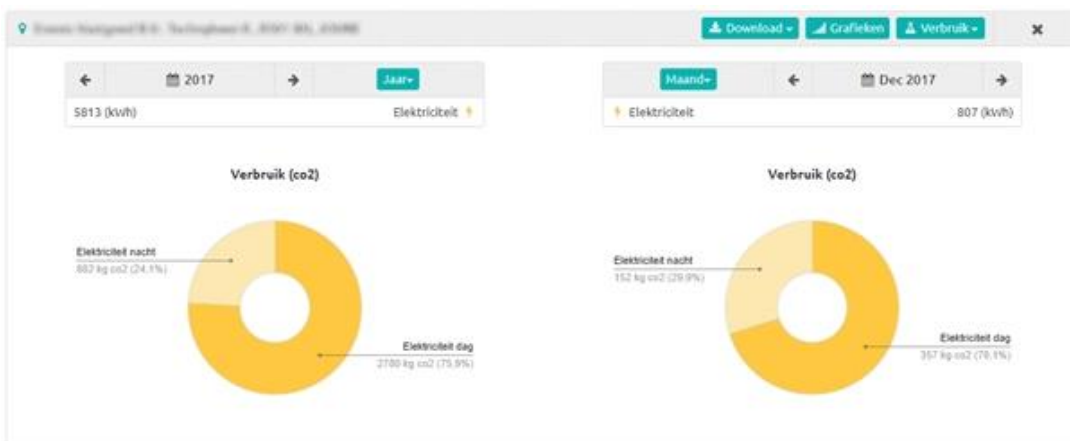 Download
Grafieken
Verbruik
2017
Jaar
Maand
Dec 2017
5813 (kWh)
Elektriciteit
Elektriciteit
807 (kWh)
Verbruik (co2)
Verbruik (co2)
Elektriciteit nacht
882 kg co2 (24,1%)
Elektriciteit dag
2780 kg co2 (75,9%)
Elektriciteit nacht
152 kg co2 (29,9%)
Elektriciteit dag
357 kg co2 (70,1%)